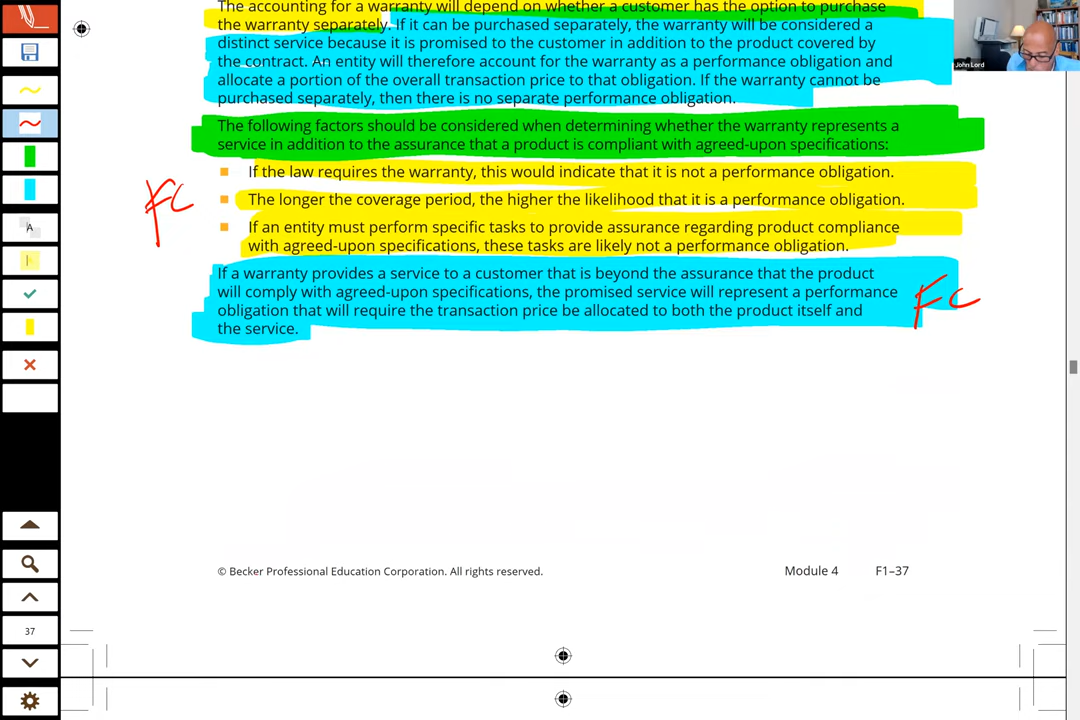 The accounting for a warranty will depend on whether a customer has the option to purchase
the warranty separately. If it can be purchased separately, the warranty will be considered a
distinct service because it is promised to the customer in addition to the product covered by
the contract. An entity will therefore account for the warranty as a performance obligation and
allocate a portion of the overall transaction price to that obligation. If the warranty cannot be
purchased separately, then there is no separate performance obligation.
John Lord
The following factors should be considered when determining whether the warranty represents a
service in addition to the assurance that a product is compliant with agreed-upon specifications:
If the law requires the warranty, this would indicate that it is not a performance obligation.
FC
The longer the coverage period, the higher the likelihood that it is a performance obligation.
If an entity must perform specific tasks to provide assurance regarding product compliance
with agreed-upon specifications, these tasks are likely not a performance obligation.
If a warranty provides a service to a customer that is beyond the assurance that the product
will comply with agreed-upon specifications, the promised service will represent a performance
obligation that will require the transaction price be allocated to both the product itself and
the service.
FC
A
© Becker Professional Education Corporation. All rights reserved.
Module 4 F1–37
37